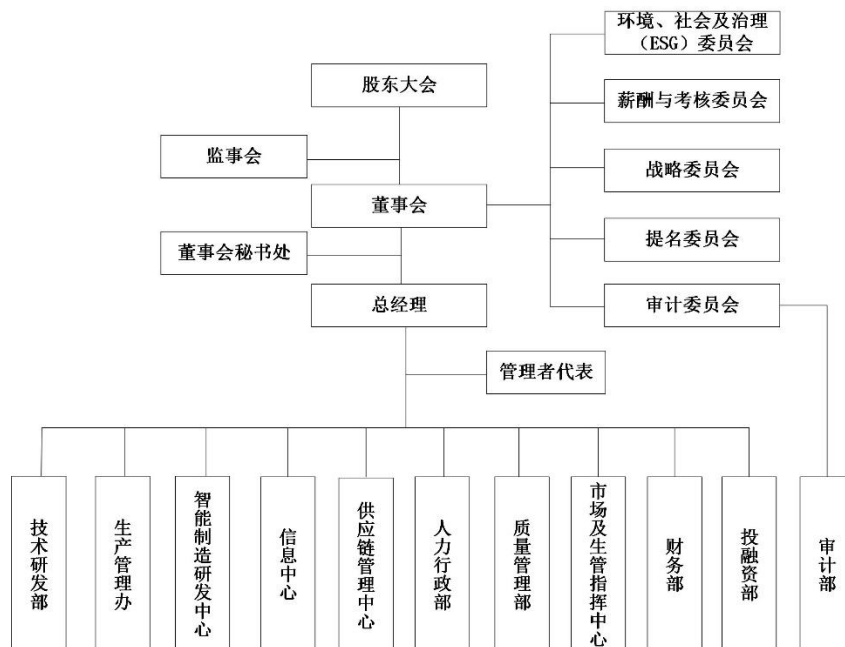 环境、社会及治理
（ESG）委员会
股东大会
薪酬与考核委员会
监事会
战略委员会
董事会
提名委员会
董事会秘书处
总经理
审计委员会
管理者代表
技术研发部
生产管理办
智能制造研发中心
信息中心
供应链管理中心
人力行政部
质量管理部
市场及生管指挥中心
财务部
投融资部
审计部